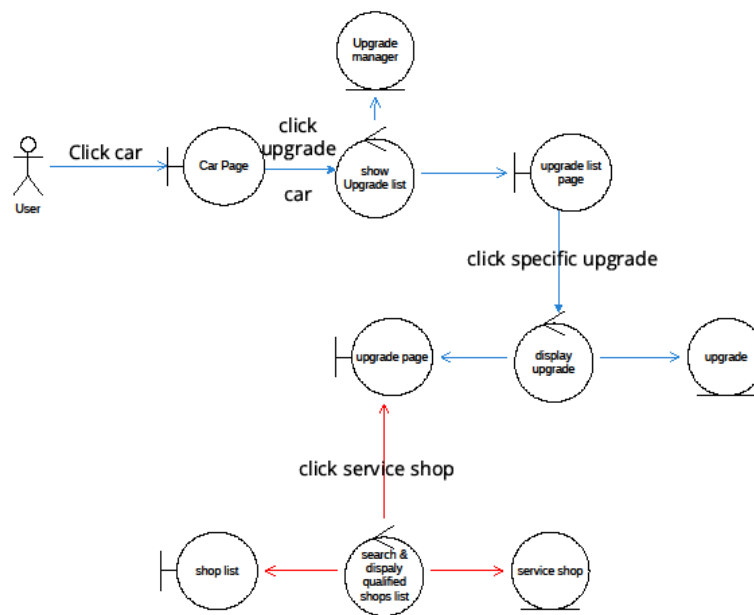 Upgrade
manager
Click car
click
upgrade
car
User
Car Page
show
Upgrade list
upgrade list
page
click specific upgrade
upgrade page
display
upgrade
upgrade
click service shop
shop list
search &
dispaly
qualified
shops list
service shop